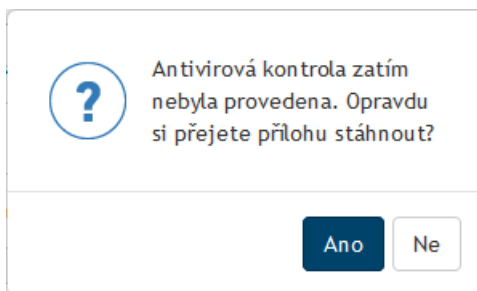 ?
Antivirová kontrola zatím
nebyla provedena. Opravdu
si přejete přílohu stáhnout?
Ano Ne